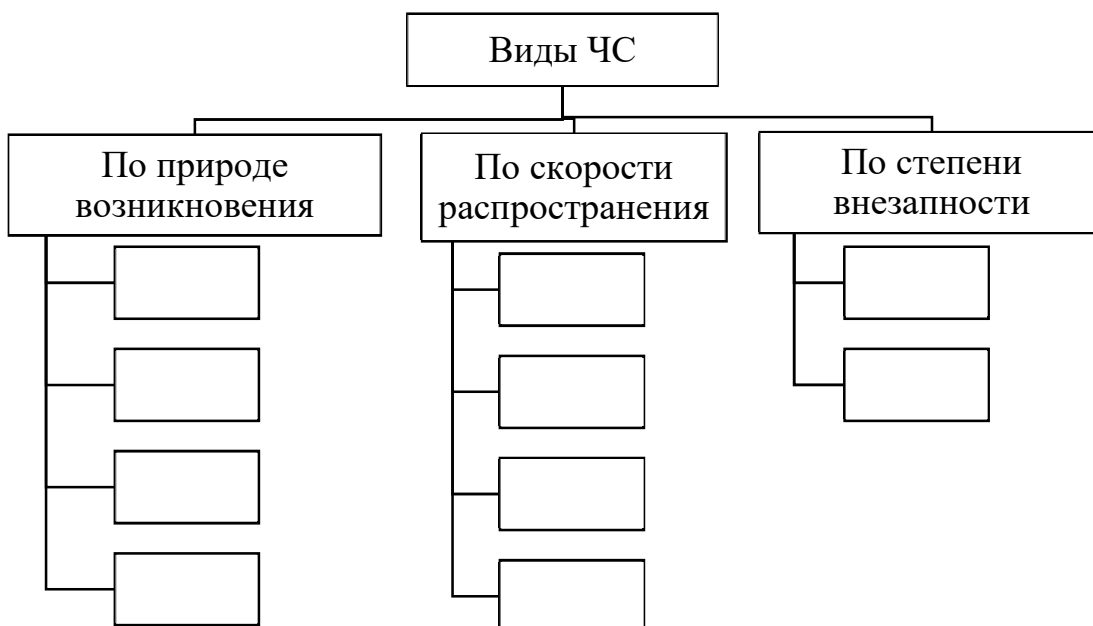 Виды ЧС
По природе
возникновения
По скорости
распространения
По степени
внезапности